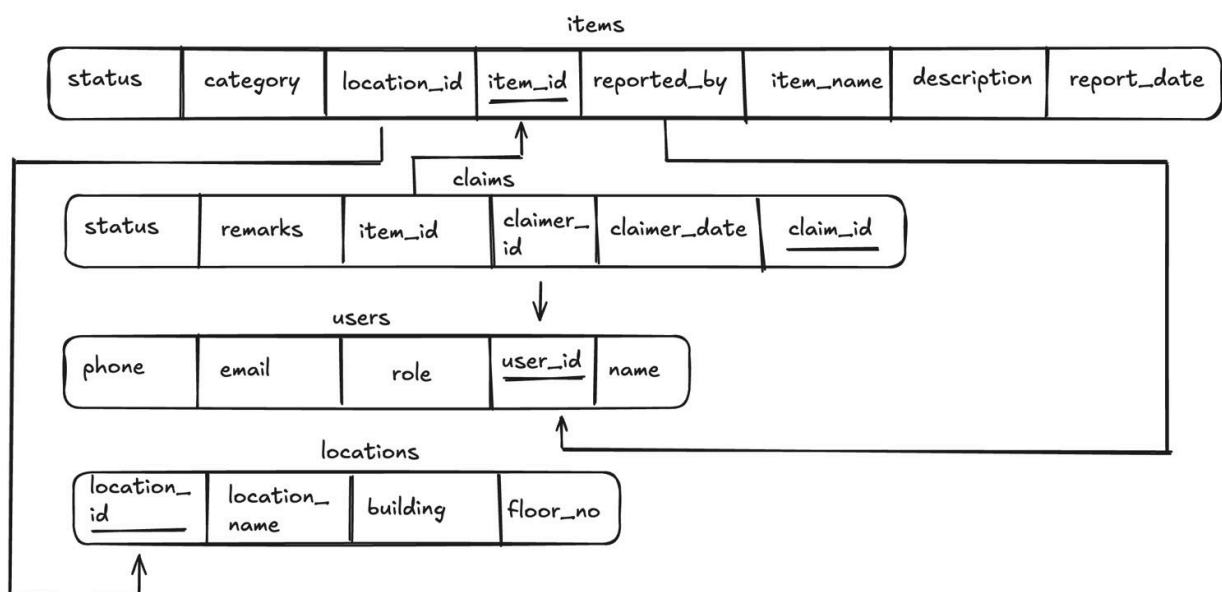 items
status category location_id item_id reported_by item_name description report_date
claims
status remarks item_id claimer_ claimer_date claim_id
id
users
phone email role user_id name
locations
location_ location_ building floor_no
id name